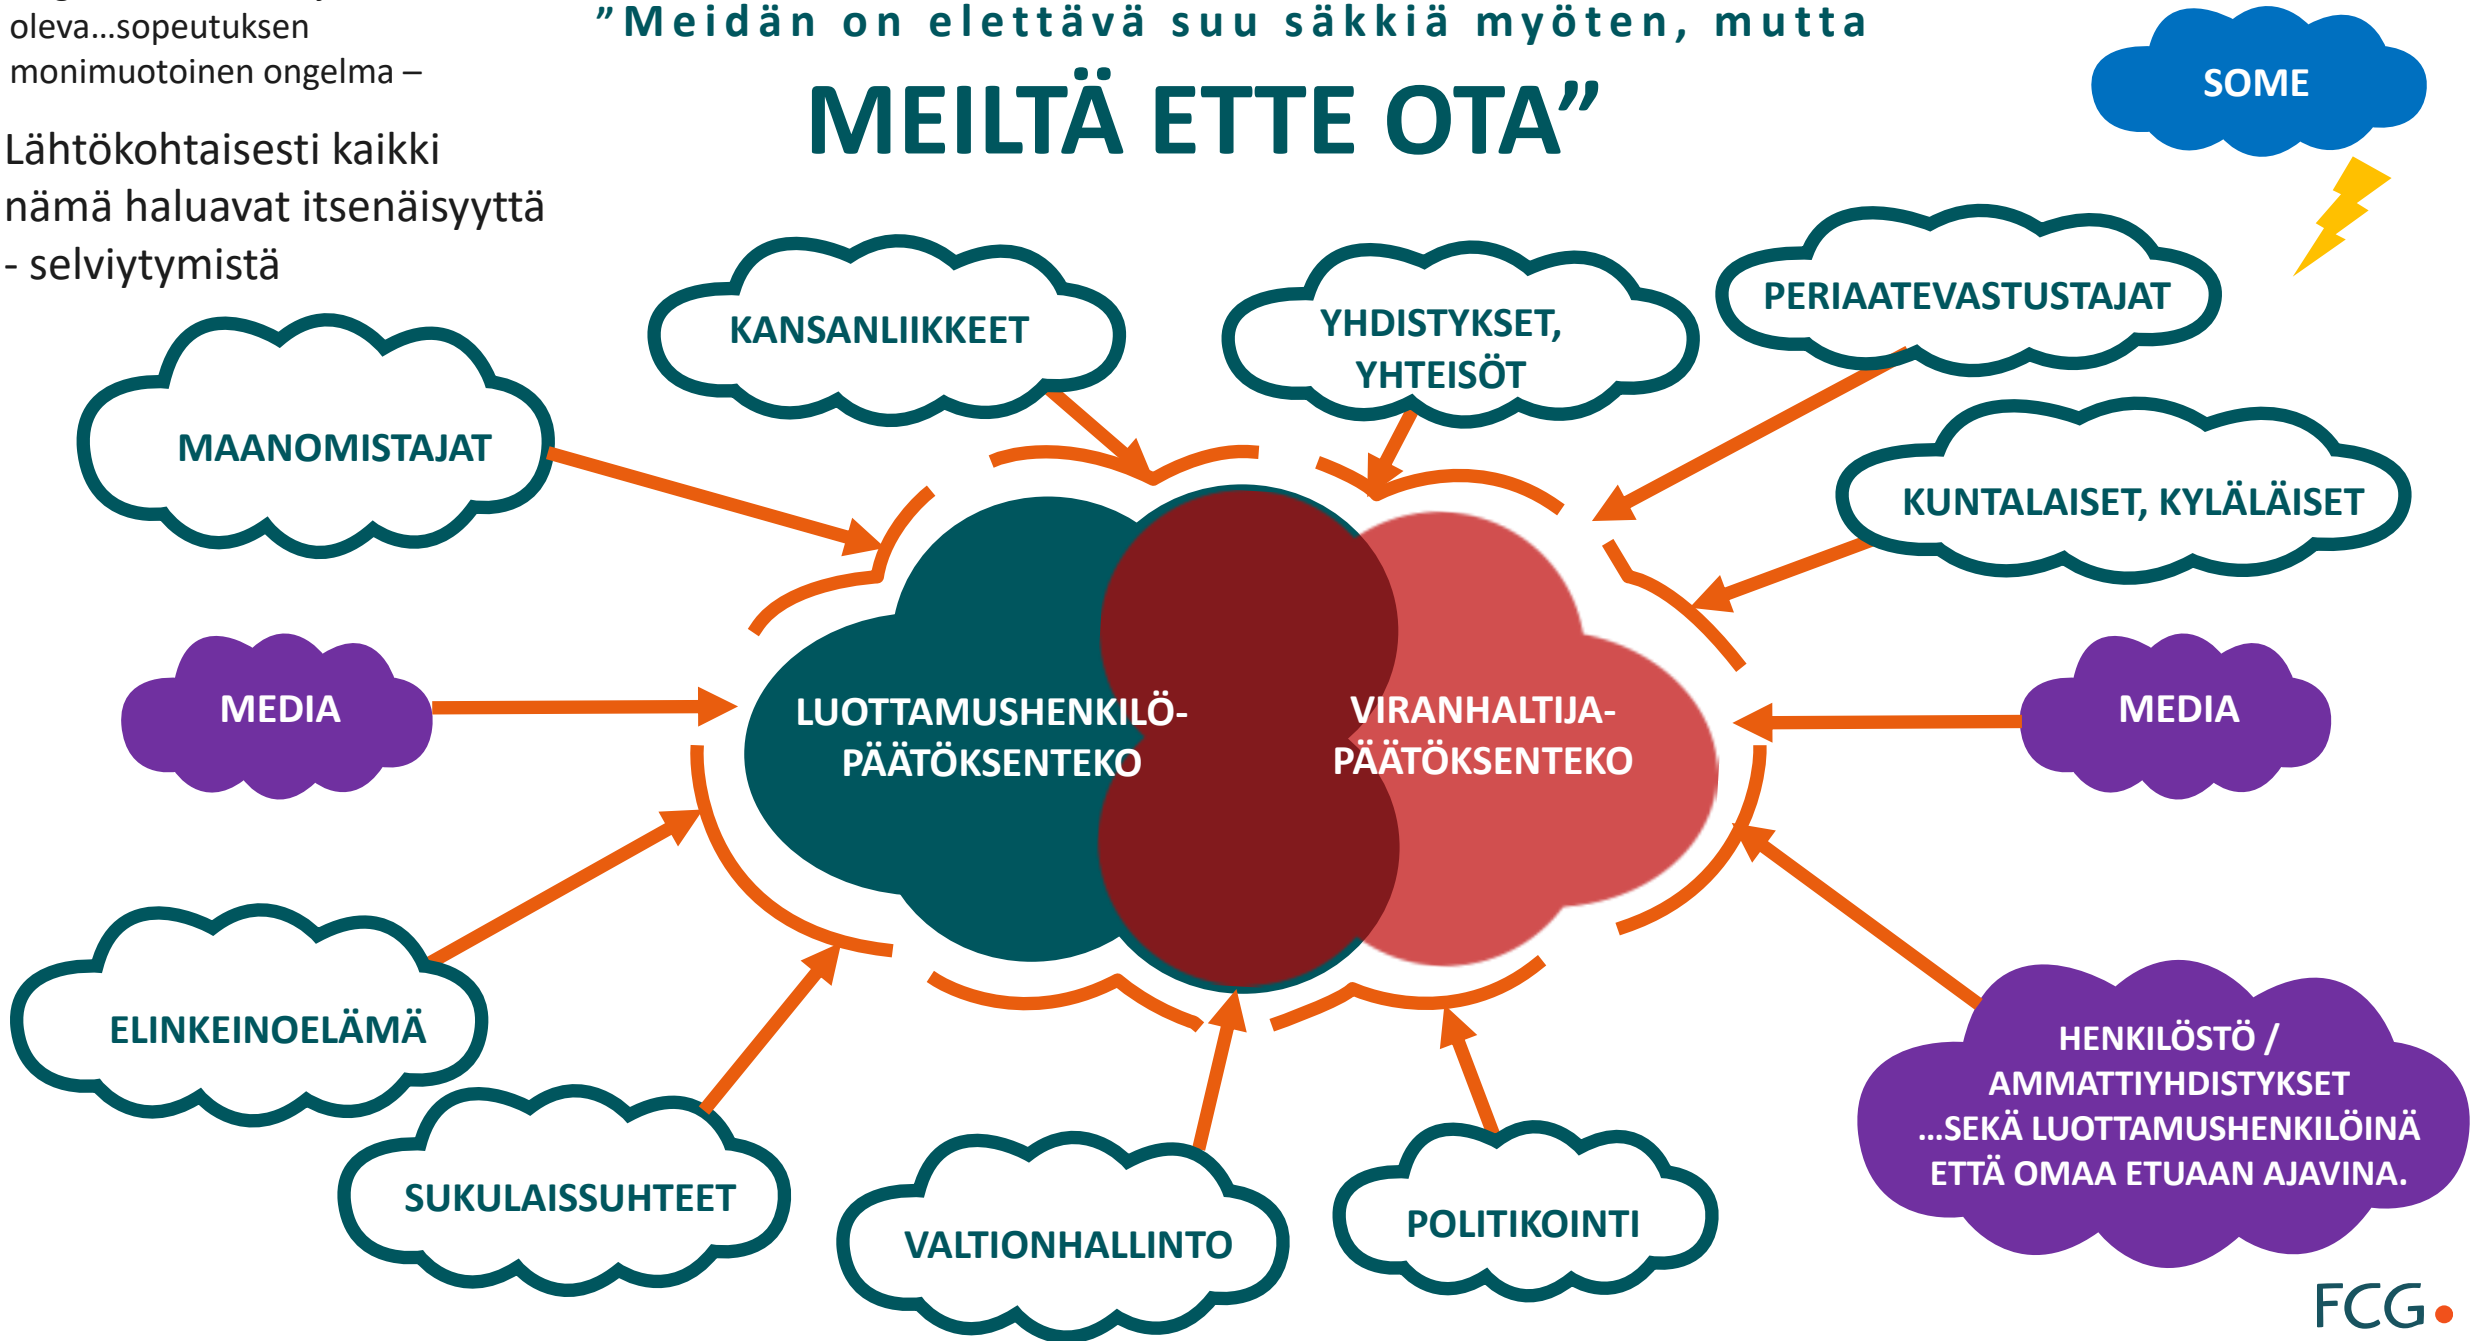 oleva...sopeutuksen
monimuotoinen ongelma –
Lähtökohtaisesti kaikki
nämä haluavat itsenäisyyttä
- selviytymistä
”Meidän on elettävä suu säkkiä myöten, mutta
MEILTÄ ETTE OTA”
SOME
KANSANLIIKKEET
YHDISTYKSET,
YHTEISÖT
PERIAATEVASTUSTAJAT
MAANOMISTAJAT
KUNTALAISET, KYLÄLÄISET
MEDIA
LUOTTAMUSHENKILÖ-
PÄÄTÖKSENTEKO
VIRANHALTIJA-
PÄÄTÖKSENTEKO
MEDIA
ELINKEINOELÄMÄ
SUKULAISSUHTEET
VALTIONHALLINTO
POLITIKOINTI
HENKILÖSTÖ /
AMMATTIYHDISTYKSET
...SEKÄ LUOTTAMUSHENKILÖINÄ
ETTÄ OMAA ETUAAN AJAVINA.
FCG